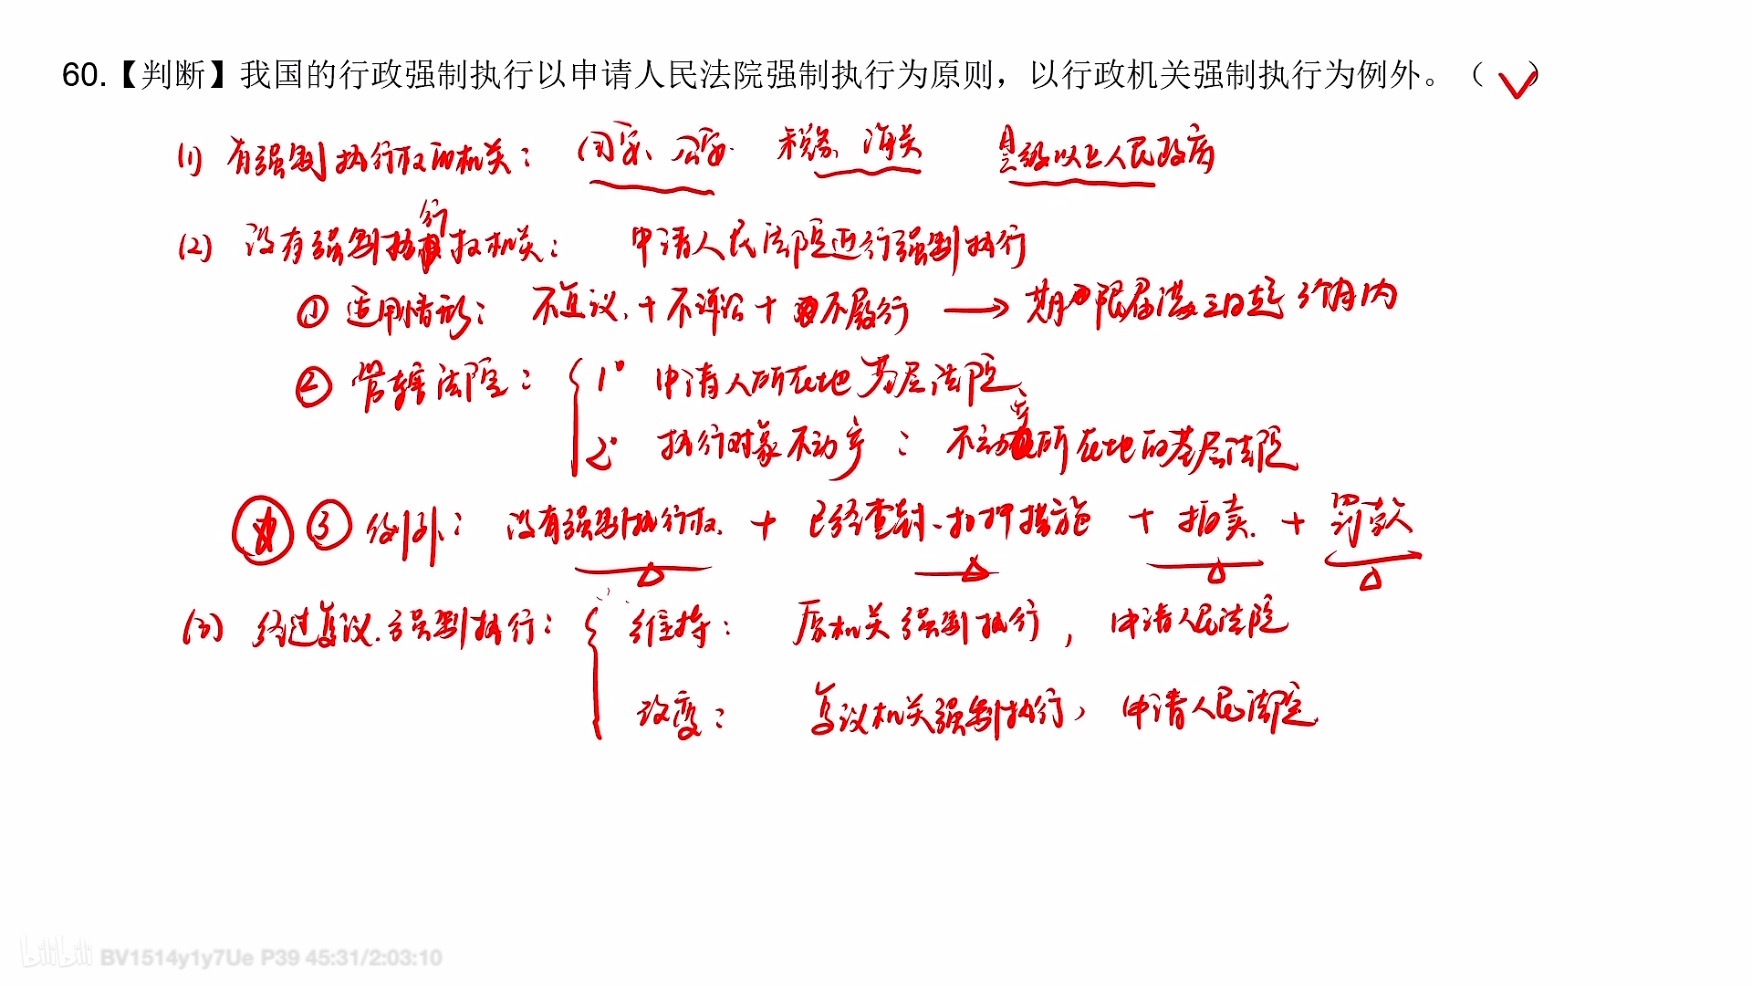 60.【判断】我国的行政强制执行以申请人民法院强制执行为原则，以行政机关强制执行为例外。（ ✓ ）
(1) 有强制执行权的机关： 国安、公安. 税务、海关 县级以上人民政府
(2) 没有强制执行权机关： 申请人民法院进行强制执行
① 适用情形： 不复议.+不诉讼+不履行 → 期限届满之日起3个月内
② 管辖法院： { 1° 申请人所在地基层法院
2° 执行对象不动产： 不动产所在地的基层法院
③ 例外： 没有强制执行权. + 已经查封、扣押措施 + 拍卖. + 罚款
(3) 经过复议.强制执行： { 维持： 原机关强制执行，申请人民法院
改变： 复议机关强制执行，申请人民法院
bilibili BV1514y1y7Ue P39 45:31/2:03:10